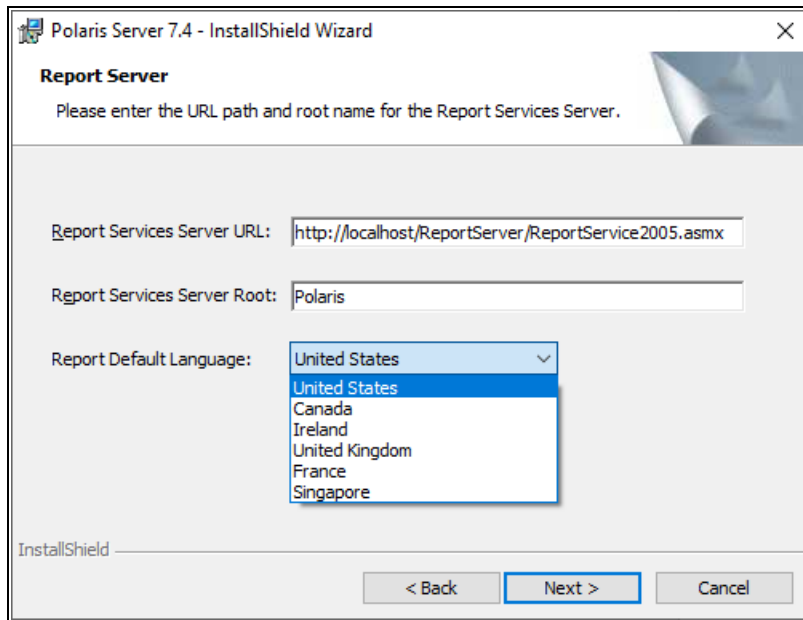 Polaris Server 7.4 - InstallShield Wizard
Report Server
Please enter the URL path and root name for the Report Services Server.
Report Services Server URL: http://localhost/ReportServer/ReportService2005.asmx
Report Services Server Root: Polaris
Report Default Language: United States
United States
Canada
Ireland
United Kingdom
France
Singapore
InstallShield
< Back Next > Cancel